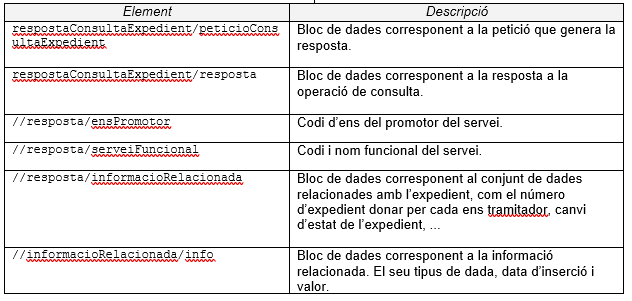 Element
Descripció
respostaConsultaExpedient/peticioCons
ultaExpedient
Bloc de dades corresponent a la petició que genera la
resposta.
respostaConsultaExpedient/resposta
Bloc de dades corresponent a la resposta a la
operació de consulta.
//resposta/ensPromotor
Codi d'ens del promotor del servei.
//resposta/serveiFuncional
Codi i nom funcional del servei.
//resposta/informacioRelacionada
Bloc de dades corresponent al conjunt de dades
relacionades amb l'expedient, com el número
d'expedient donar per cada ens tramitador, canvi
d'estat de l'expedient, ...
//informacioRelacionada/info
Bloc de dades corresponent a la informació
relacionada. El seu tipus de dada, data d'inserció i
valor.